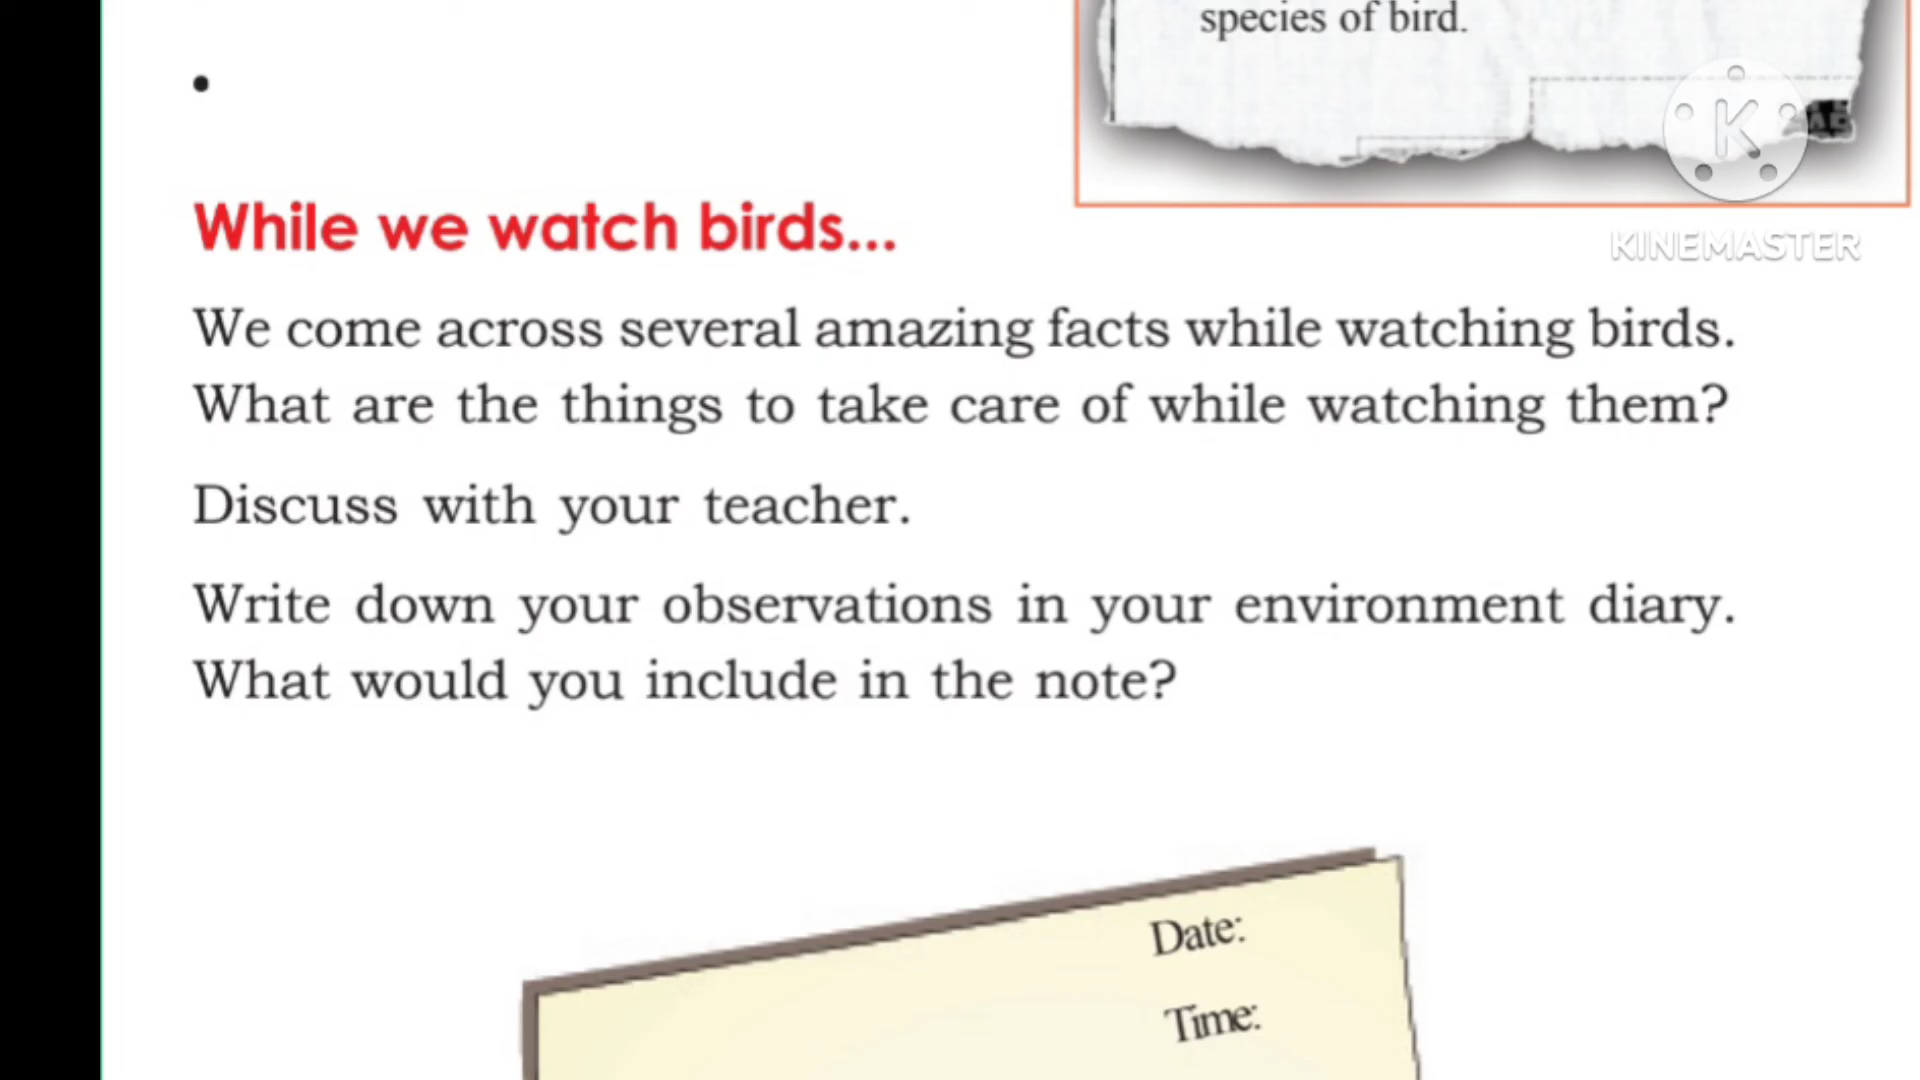 species of bird.
•
K
KINEMASTER
While we watch birds...
We come across several amazing facts while watching birds.
What are the things to take care of while watching them?
Discuss with your teacher.
Write down your observations in your environment diary.
What would you include in the note?
Date:
Time: